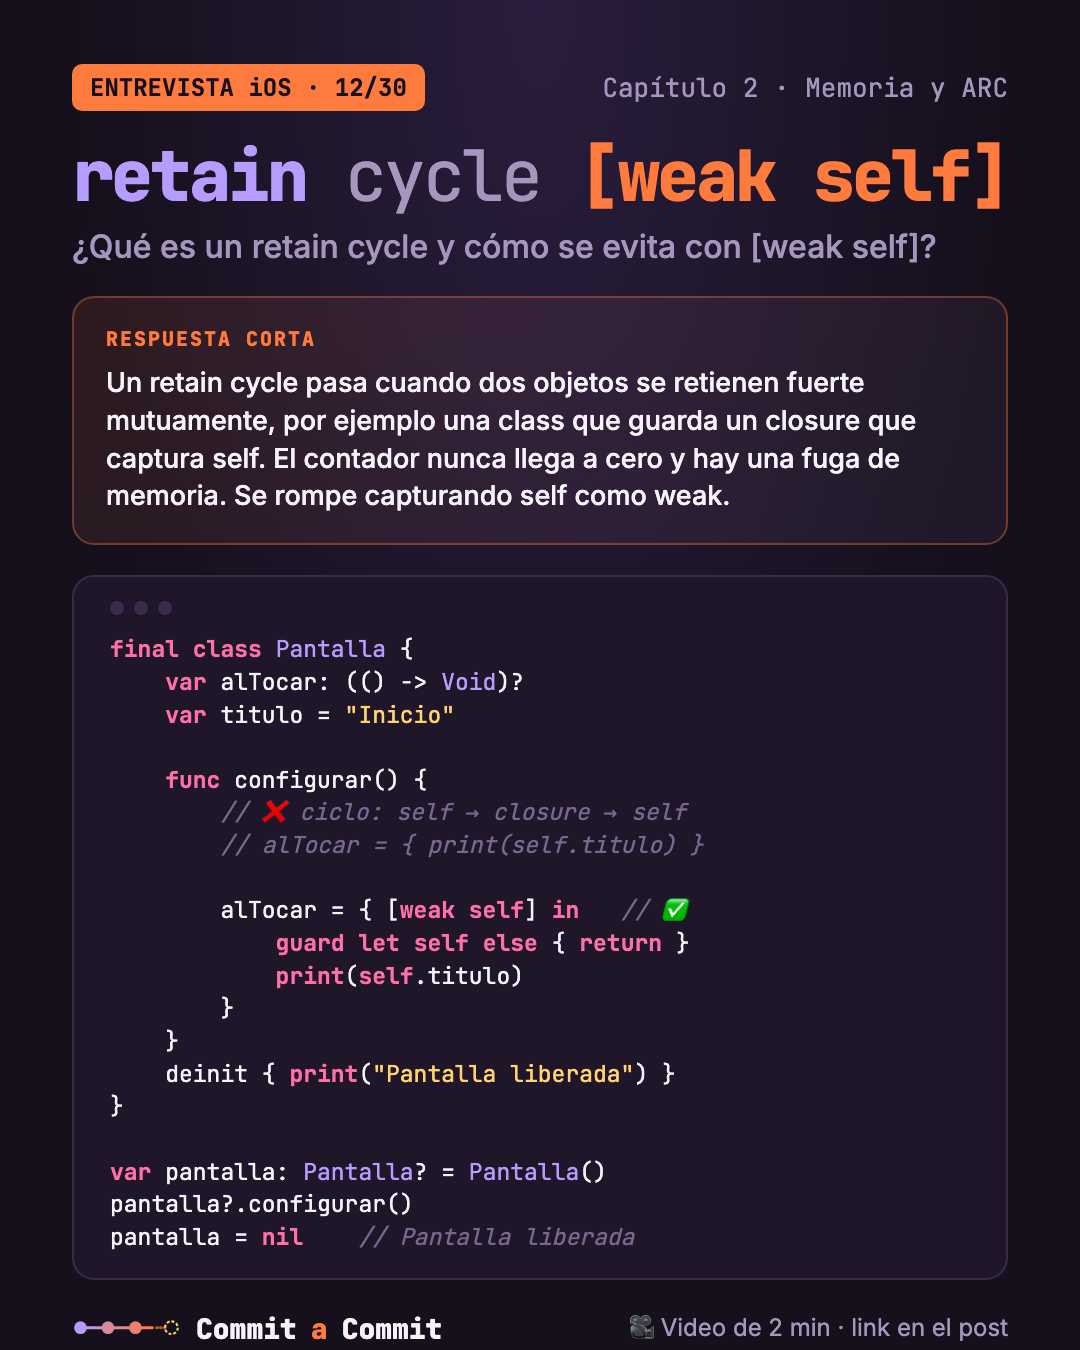 ENTREVISTA iOS · 12/30
Capítulo 2 · Memoria y ARC
retain cycle [weak self]
¿Qué es un retain cycle y cómo se evita con [weak self]?
RESPUESTA CORTA
Un retain cycle pasa cuando dos objetos se retienen fuerte
mutuamente, por ejemplo una class que guarda un closure que
captura self. El contador nunca llega a cero y hay una fuga de
memoria. Se rompe capturando self como weak.
final class Pantalla {
    var alTocar: (() -> Void)?
    var titulo = "Inicio"

    func configurar() {
        // ❌ ciclo: self → closure → self
        // alTocar = { print(self.titulo) }

        alTocar = { [weak self] in   // ✅
            guard let self else { return }
            print(self.titulo)
        }
    }
    deinit { print("Pantalla liberada") }
}

var pantalla: Pantalla? = Pantalla()
pantalla?.configurar()
pantalla = nil    // Pantalla liberada
Commit a Commit
🎥 Video de 2 min · link en el post